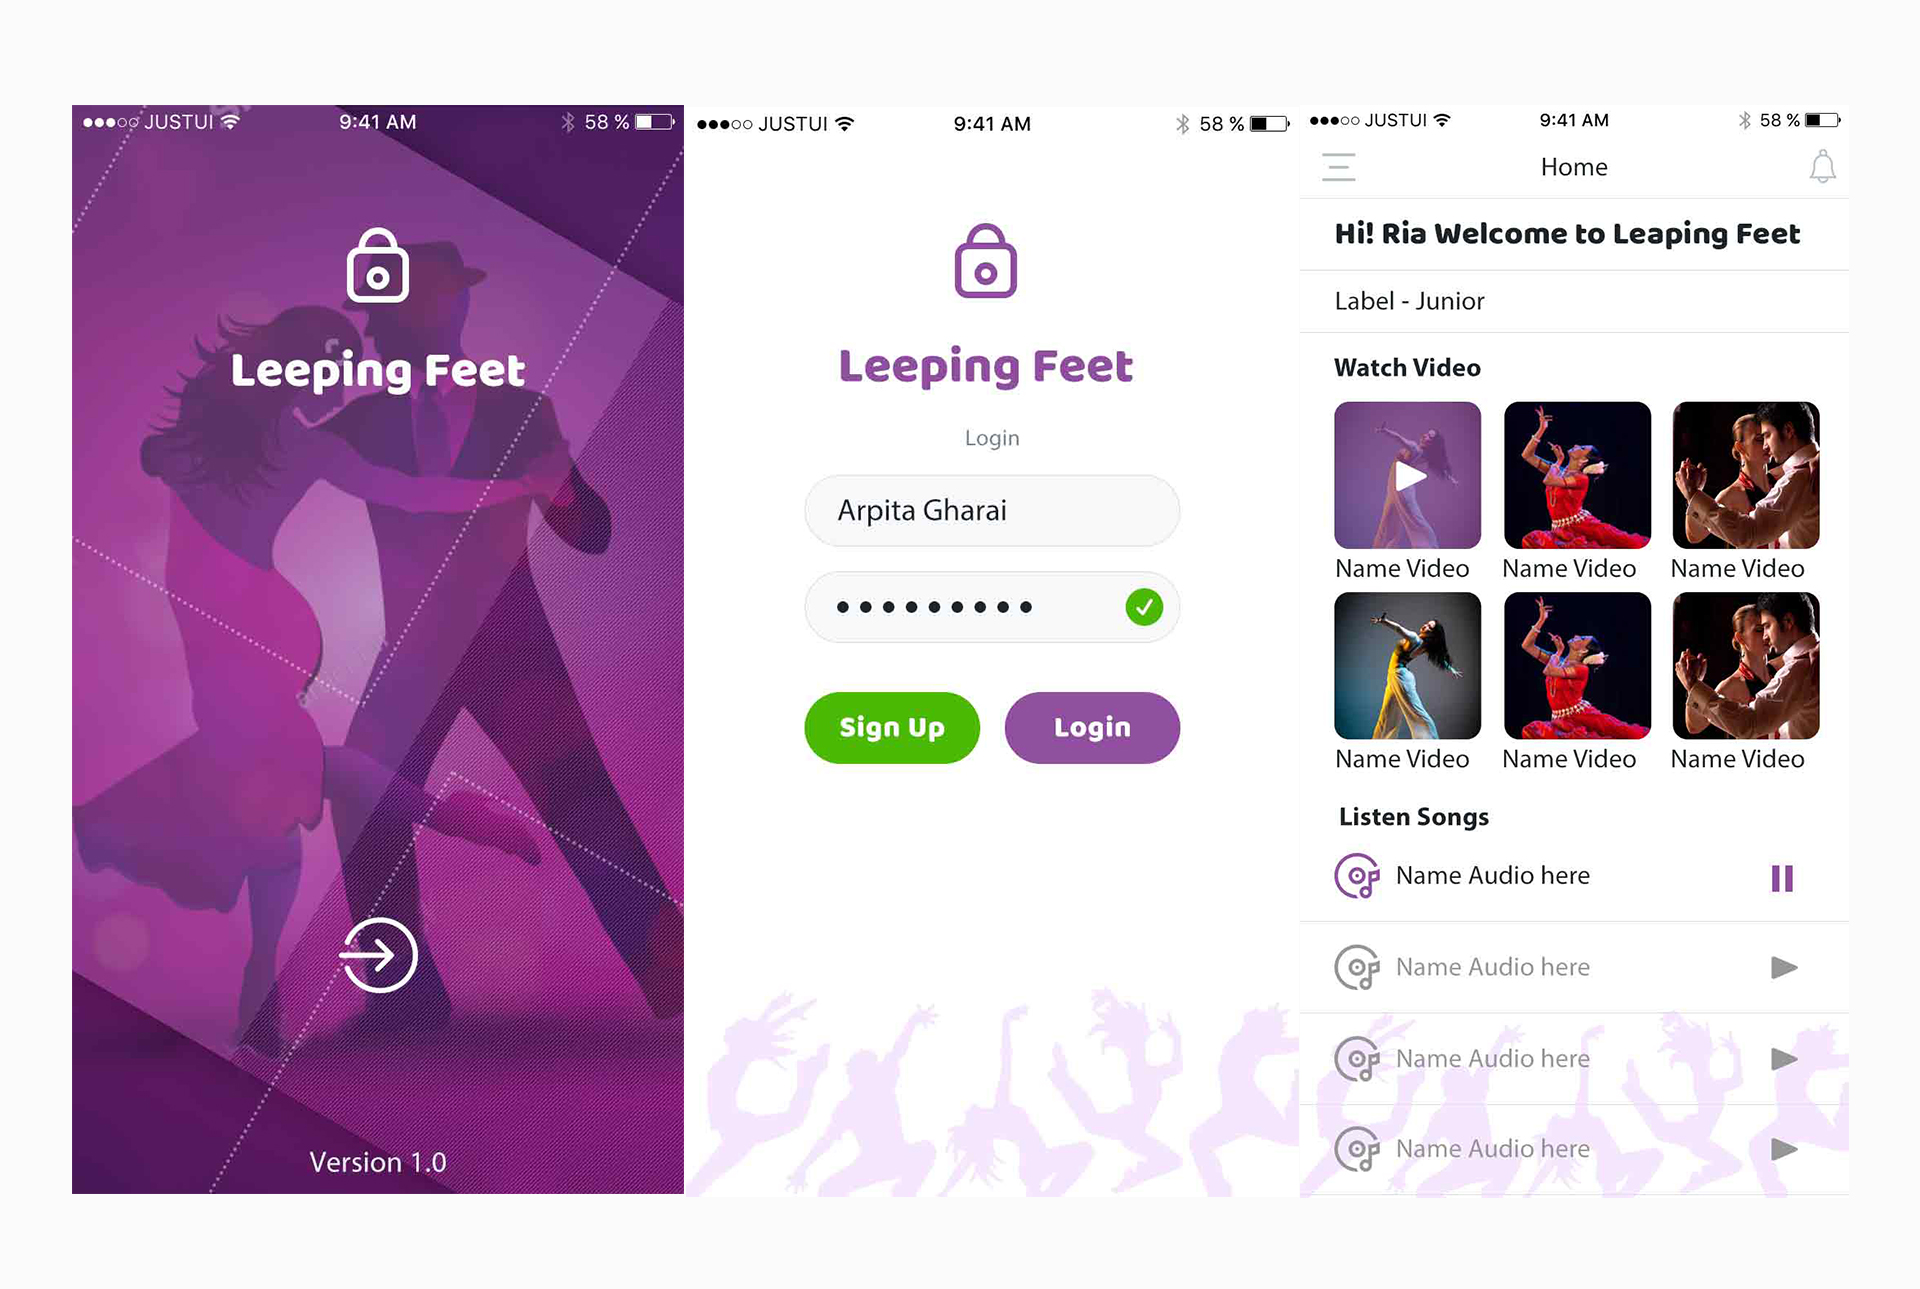 JUSTUI 9:41 AM 58 %
Leeping Feet
Version 1.0
JUSTUI 9:41 AM 58 %
Leeping Feet
Login
Arpita Gharai
Sign Up Login
JUSTUI 9:41 AM 58 %
Home
Hi! Ria Welcome to Leaping Feet
Label - Junior
Watch Video
Name Video Name Video Name Video
Name Video Name Video Name Video
Listen Songs
Name Audio here
Name Audio here
Name Audio here
Name Audio here